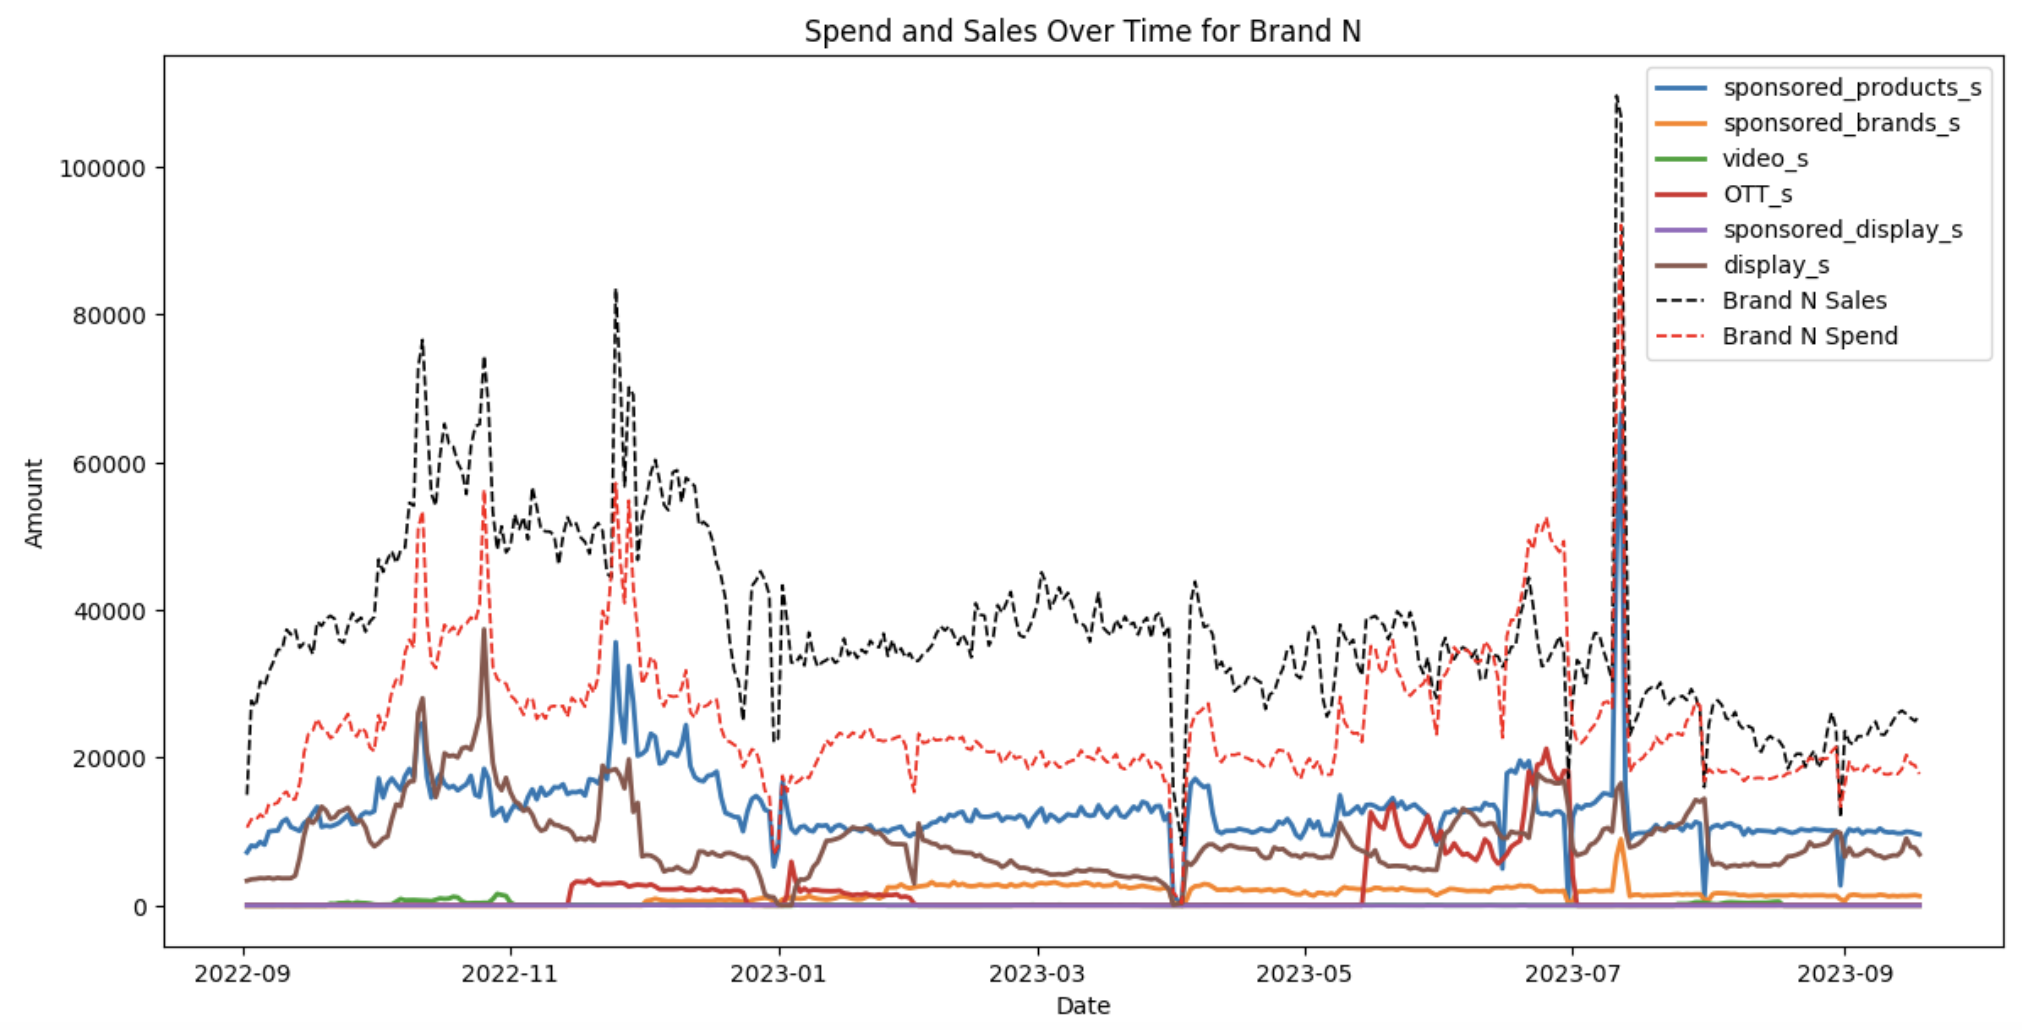 Spend and Sales Over Time for Brand N
sponsored_products_s
sponsored_brands_s
video_s
OTT_s
sponsored_display_s
display_s
Brand N Sales
Brand N Spend
Amount
100000
80000
60000
40000
20000
0
2022-09
2022-11
2023-01
2023-03
2023-05
2023-07
2023-09
Date